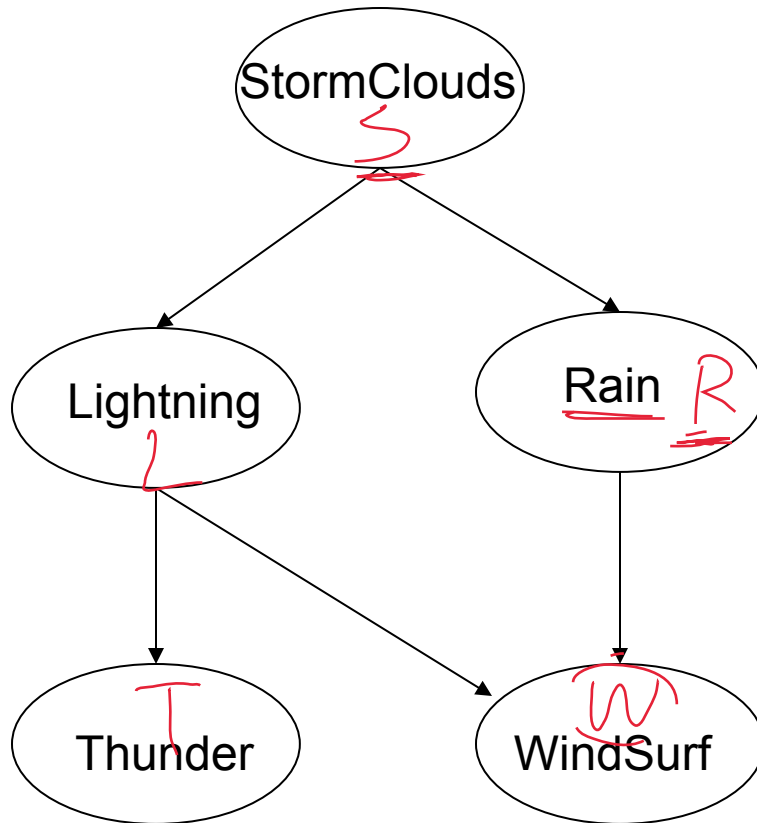 StormClouds
S
Lightning
L
Rain R
T
Thunder
W
WindSurf